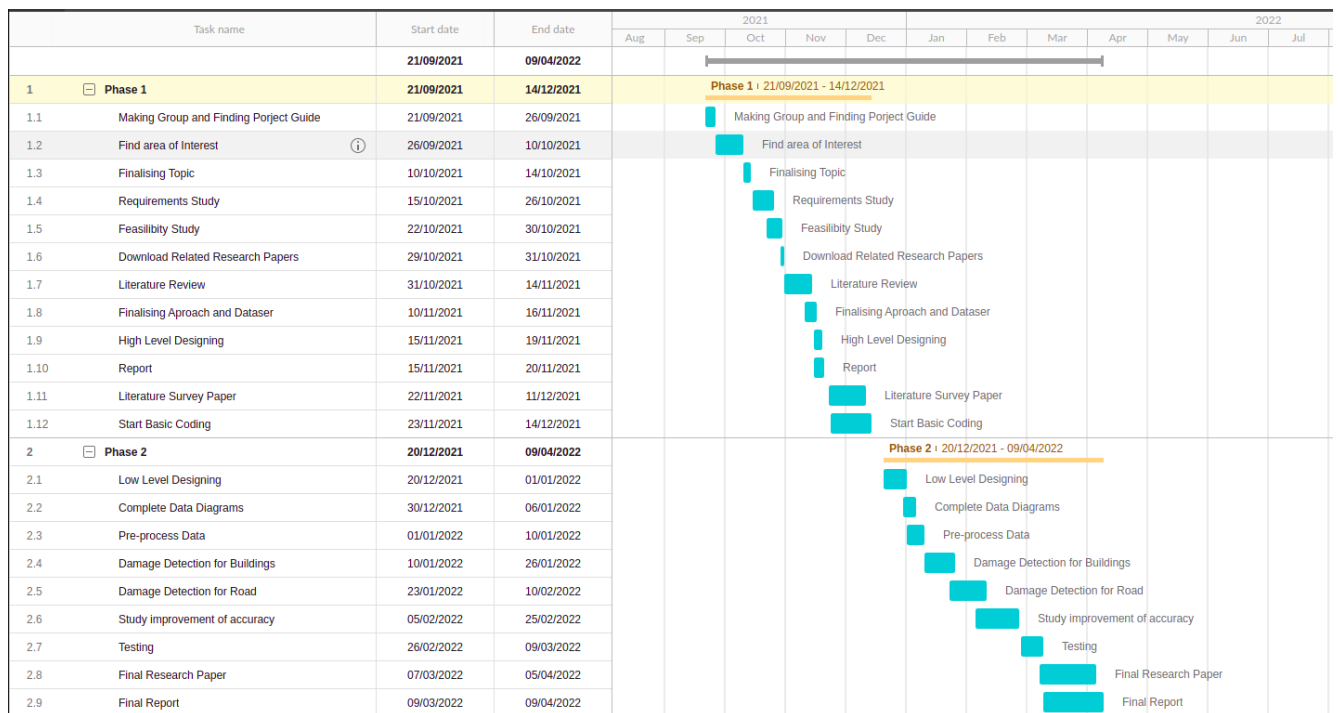 Task name Start date End date 2021 2022
Aug Sep Oct Nov Dec Jan Feb Mar Apr May Jun Jul
21/09/2021 09/04/2022
1 Phase 1 21/09/2021 14/12/2021 Phase 1 21/09/2021 - 14/12/2021
1.1 Making Group and Finding Porject Guide 21/09/2021 26/09/2021 Making Group and Finding Porject Guide
1.2 Find area of Interest 26/09/2021 10/10/2021 Find area of Interest
1.3 Finalising Topic 10/10/2021 14/10/2021 Finalising Topic
1.4 Requirements Study 15/10/2021 26/10/2021 Requirements Study
1.5 Feasilibity Study 22/10/2021 30/10/2021 Feasilibity Study
1.6 Download Related Research Papers 29/10/2021 31/10/2021 Download Related Research Papers
1.7 Literature Review 31/10/2021 14/11/2021 Literature Review
1.8 Finalising Aproach and Dataser 10/11/2021 16/11/2021 Finalising Aproach and Dataser
1.9 High Level Designing 15/11/2021 19/11/2021 High Level Designing
1.10 Report 15/11/2021 20/11/2021 Report
1.11 Literature Survey Paper 22/11/2021 11/12/2021 Literature Survey Paper
1.12 Start Basic Coding 23/11/2021 14/12/2021 Start Basic Coding
2 Phase 2 20/12/2021 09/04/2022 Phase 2 20/12/2021 - 09/04/2022
2.1 Low Level Designing 20/12/2021 01/01/2022 Low Level Designing
2.2 Complete Data Diagrams 30/12/2021 06/01/2022 Complete Data Diagrams
2.3 Pre-process Data 01/01/2022 10/01/2022 Pre-process Data
2.4 Damage Detection for Buildings 10/01/2022 26/01/2022 Damage Detection for Buildings
2.5 Damage Detection for Road 23/01/2022 10/02/2022 Damage Detection for Road
2.6 Study improvement of accuracy 05/02/2022 25/02/2022 Study improvement of accuracy
2.7 Testing 26/02/2022 09/03/2022 Testing
2.8 Final Research Paper 07/03/2022 05/04/2022 Final Research Paper
2.9 Final Report 09/03/2022 09/04/2022 Final Report